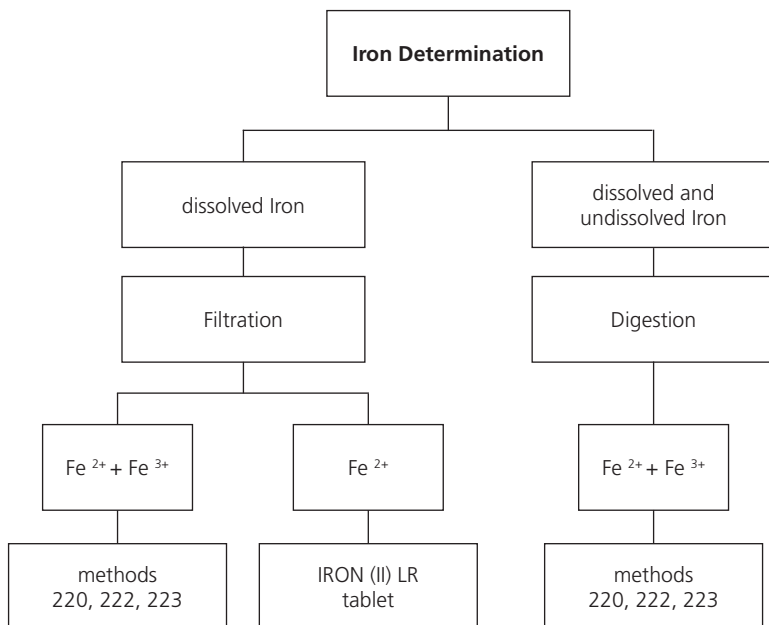 Iron Determination
dissolved Iron
dissolved and
undissolved Iron
Filtration
Digestion
Fe ²⁺ + Fe ³⁺
Fe ²⁺
Fe ²⁺ + Fe ³⁺
methods
220, 222, 223
IRON (II) LR
tablet
methods
220, 222, 223